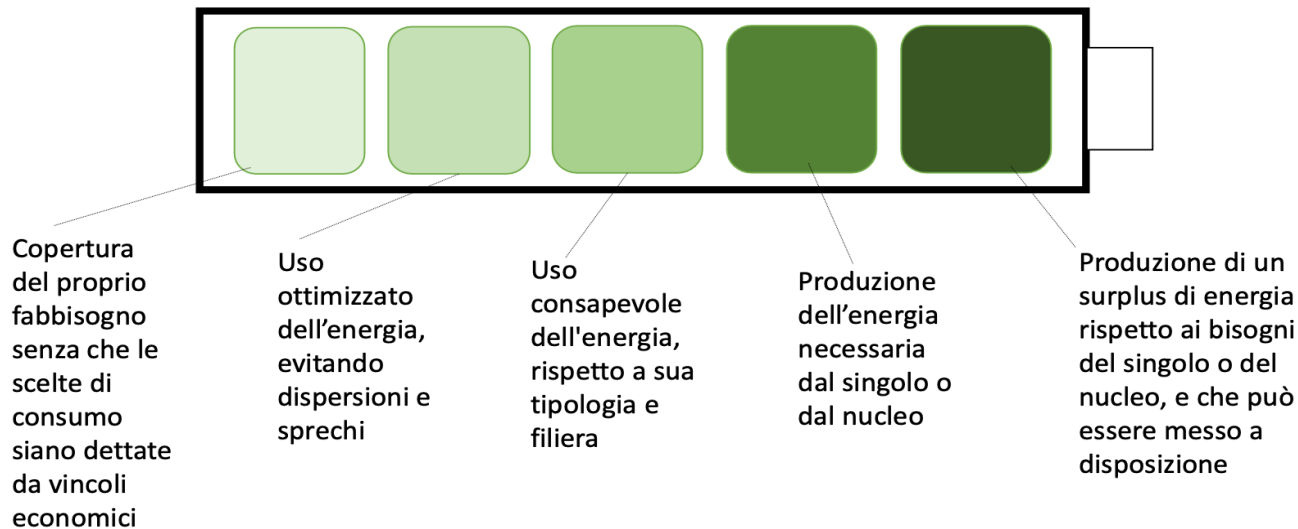 Copertura
del proprio
fabbisogno
senza che le
scelte di
consumo
siano dettate
da vincoli
economici
Uso
ottimizzato
dell’energia,
evitando
dispersioni e
sprechi
Uso
consapevole
dell'energia,
rispetto a sua
tipologia e
filiera
Produzione
dell’energia
necessaria
dal singolo o
dal nucleo
Produzione di un
surplus di energia
rispetto ai bisogni
del singolo o del
nucleo, e che può
essere messo a
disposizione